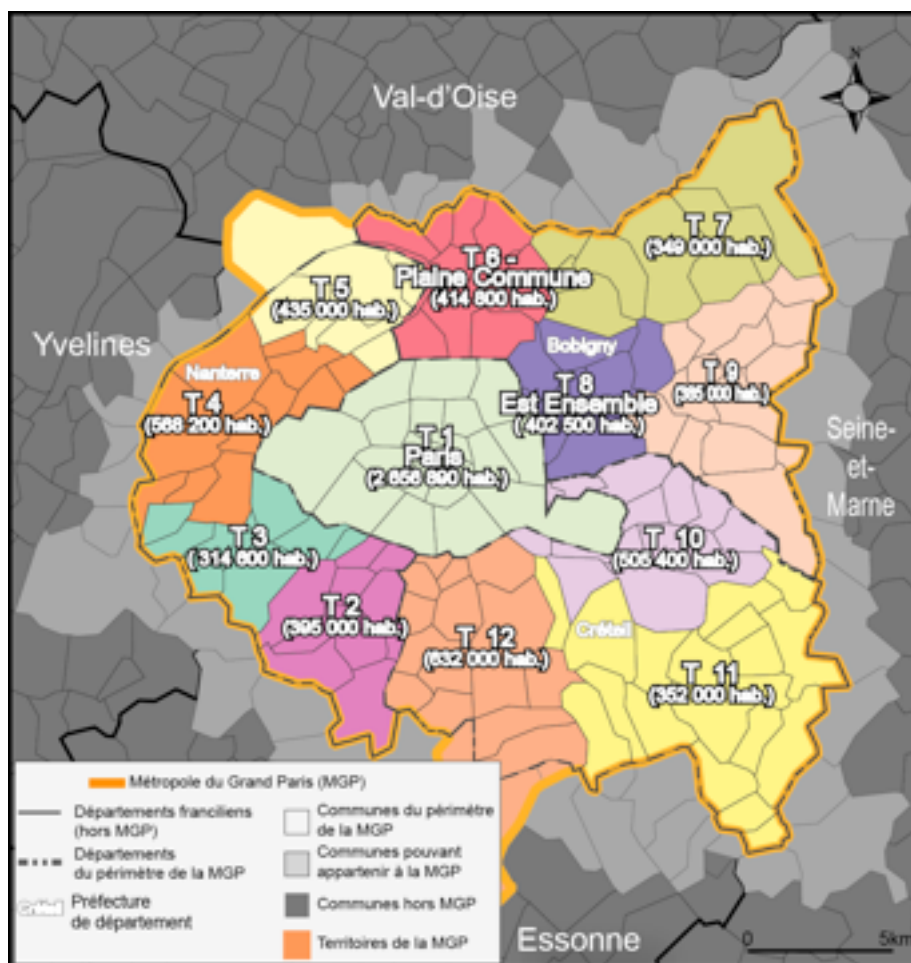 N
Val-d'Oise
T 7
(349 000 hab.)
T 6 -
Plaine Commune
(414 800 hab.)
T 5
(435 000 hab.)
Yvelines
Nanterre
T 4
(568 200 hab.)
Bobigny
T 8
Est Ensemble
(402 500 hab.)
T 9
(385 000 hab.)
T 1
Paris
Seine-
et-
Marne
T 3
(314 600 hab.)
T 10
(505 400 hab.)
T 2
(395 000 hab.)
T 12
(632 000 hab.)
Créteil
T 11
(352 000 hab.)
Métropole du Grand Paris (MGP)
Départements franciliens
(hors MGP)
Départements
du périmètre de la MGP
Créteil
Préfecture
de département
Communes du périmètre
de la MGP
Communes pouvant
appartenir à la MGP
Communes hors MGP
Territoires de la MGP
Essonne
0
5km